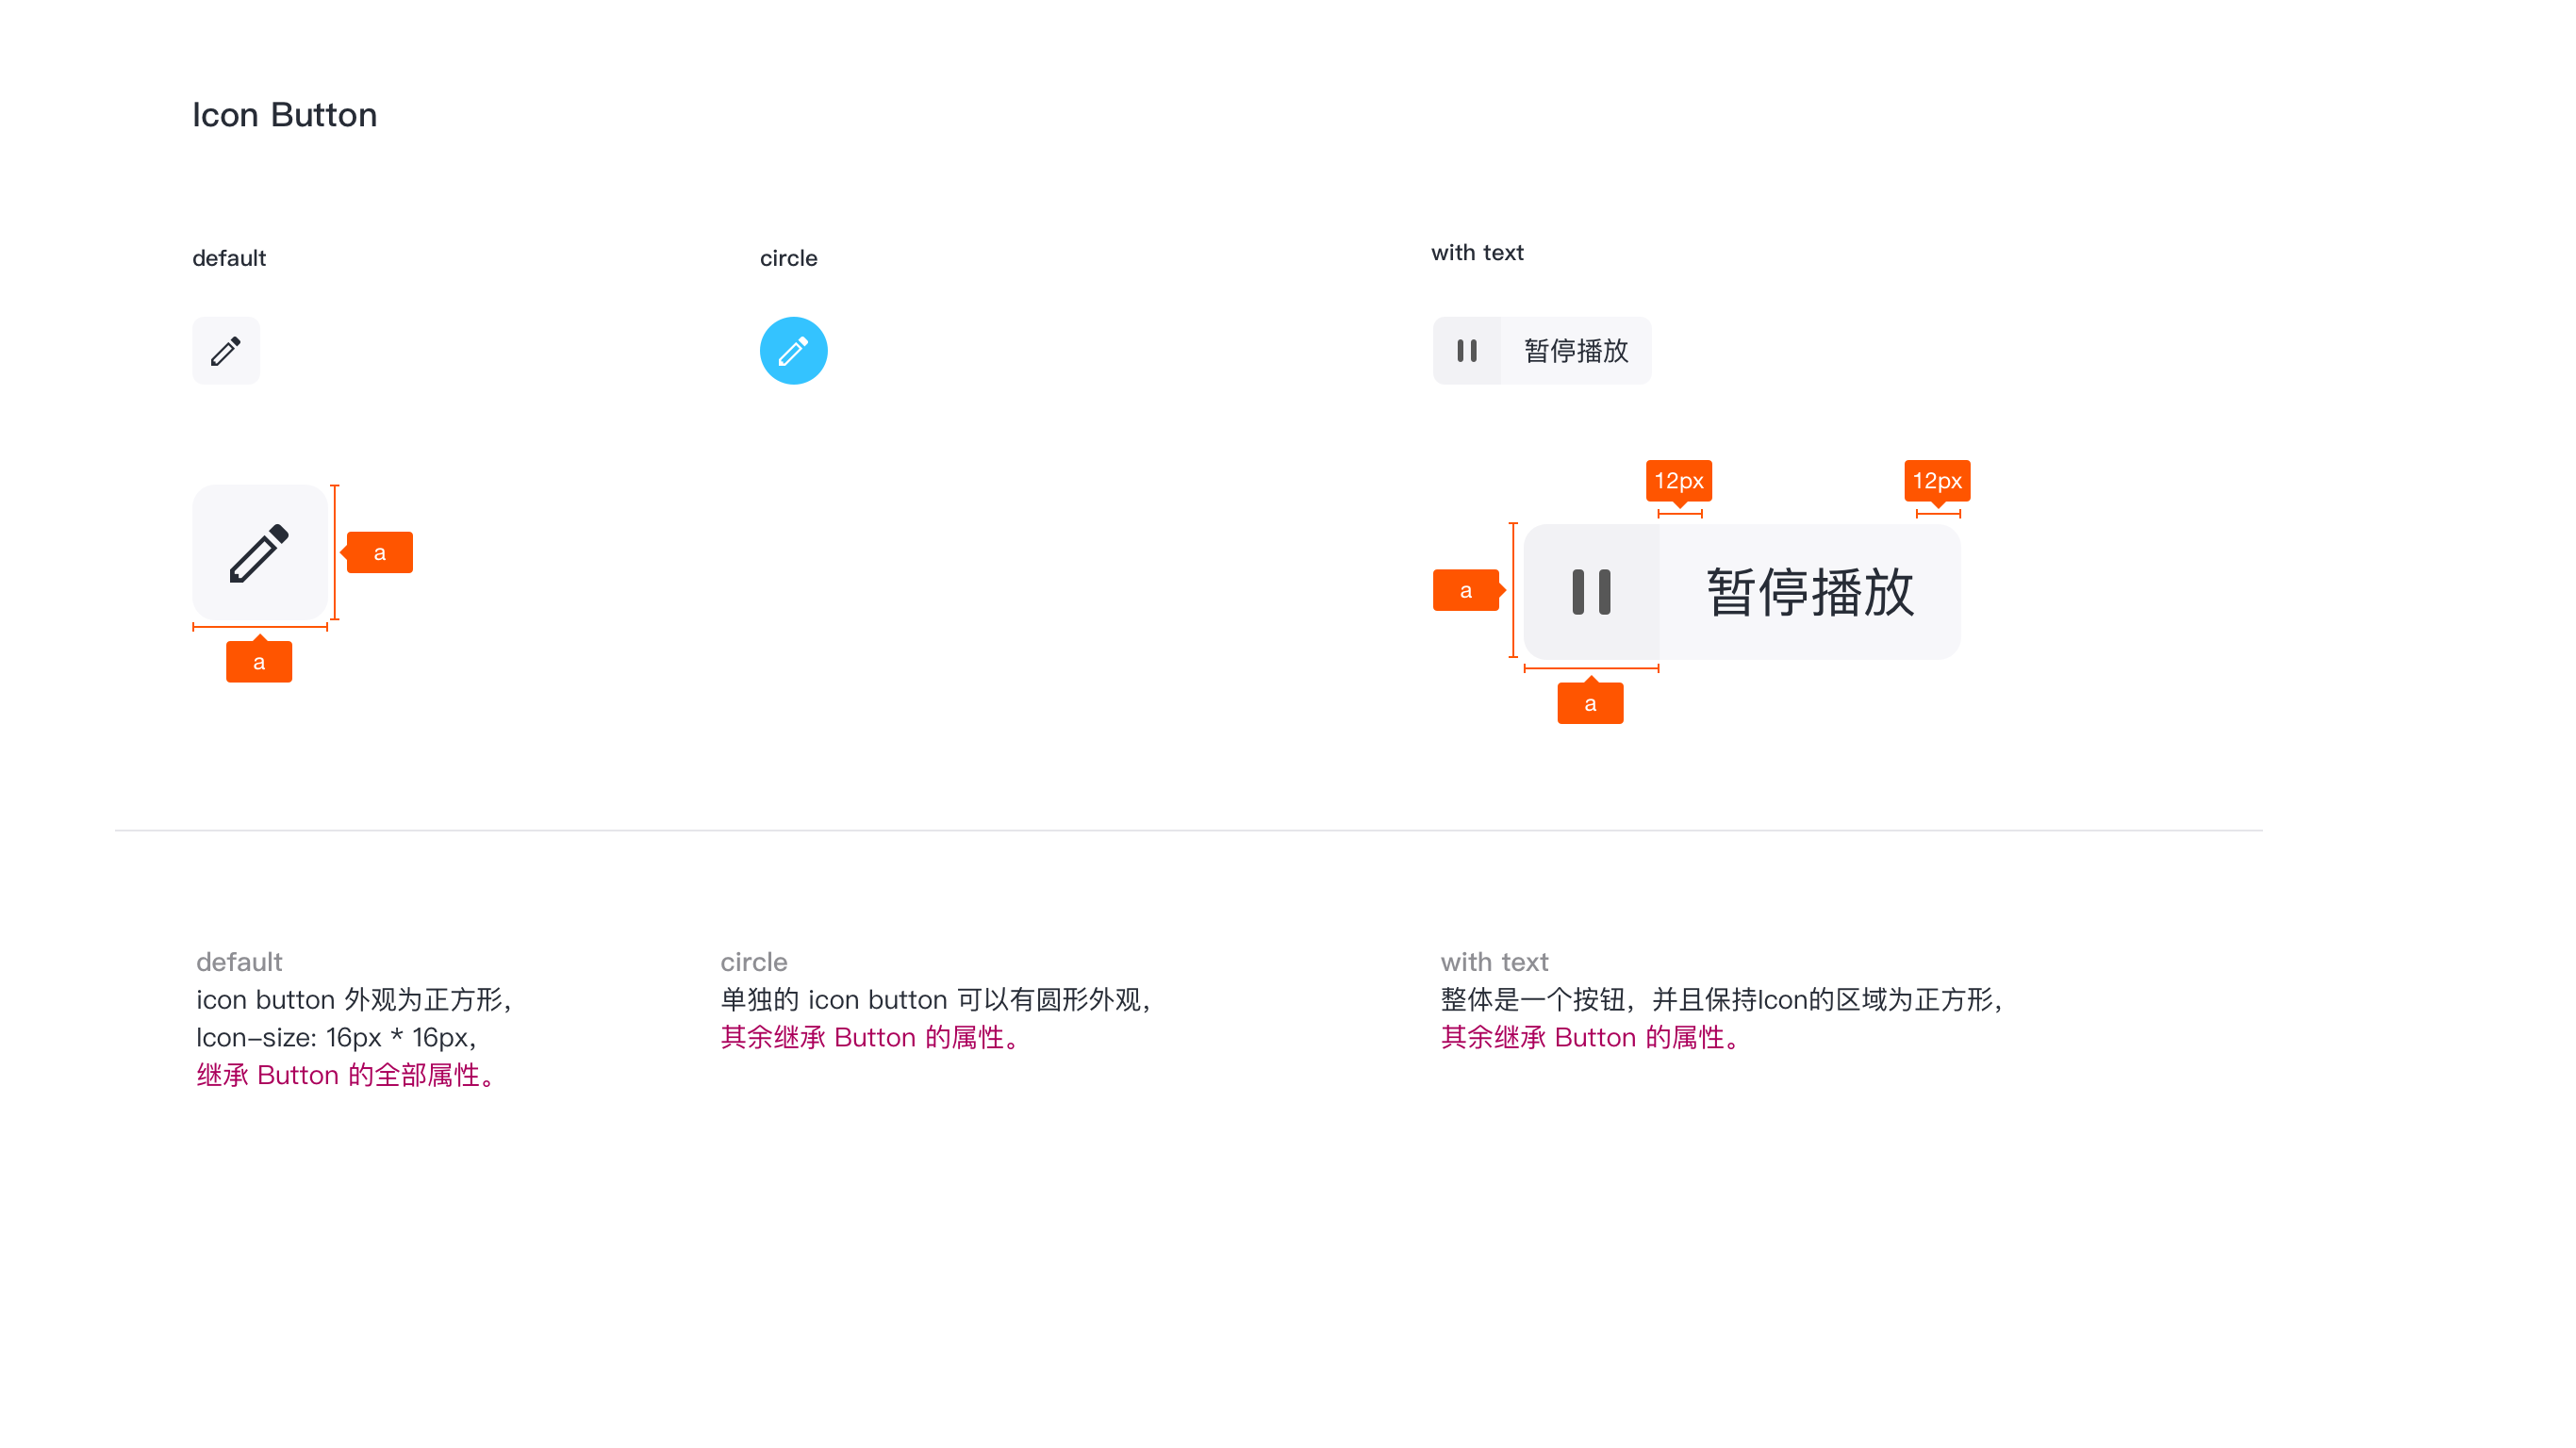 Icon Button
default
circle
with text
暂停播放
12px
12px
a
a
暂停播放
a
a
default
icon button 外观为正方形，
Icon-size: 16px * 16px，
继承 Button 的全部属性。
circle
单独的 icon button 可以有圆形外观，
其余继承 Button 的属性。
with text
整体是一个按钮，并且保持Icon的区域为正方形，
其余继承 Button 的属性。